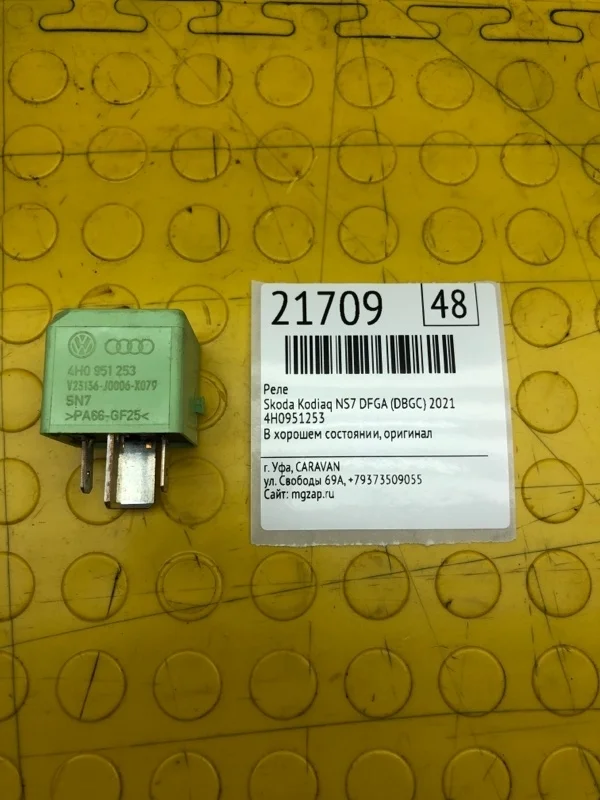 4H0 951 253
V23136-J0006-X079
SN7
>PA66-GF25<
21709 48
Реле
Skoda Kodiaq NS7 DFGA (DBGC) 2021
4H0951253
В хорошем состоянии, оригинал
г. Уфа, CARAVAN
ул. Свободы 69А, +79373509055
Сайт: mgzap.ru